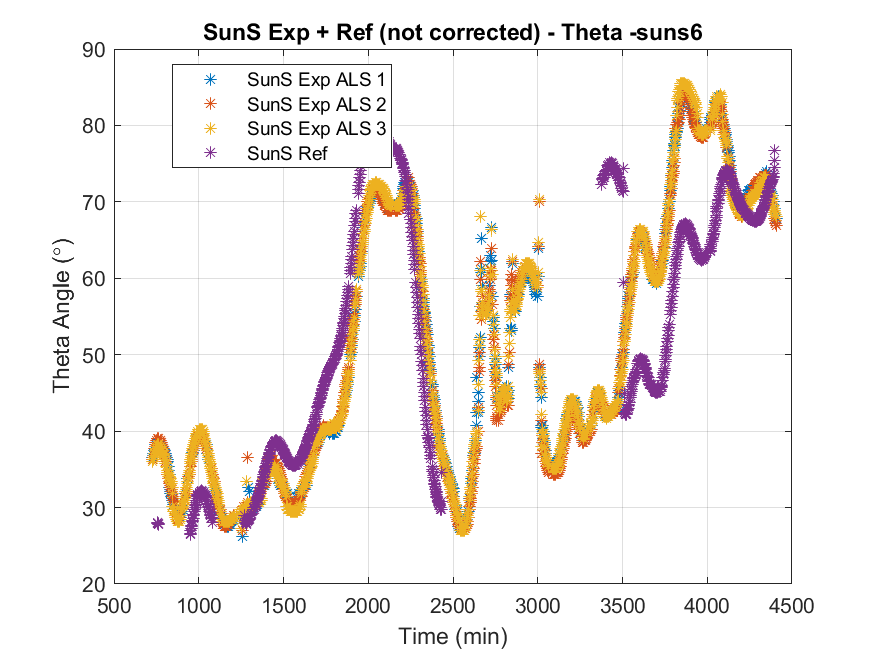 SunS Exp + Ref (not corrected) - Theta -suns6
90
80
70
60
50
40
30
20
Theta Angle (°)
SunS Exp ALS 1
SunS Exp ALS 2
SunS Exp ALS 3
SunS Ref
500 1000 1500 2000 2500 3000 3500 4000 4500
Time (min)